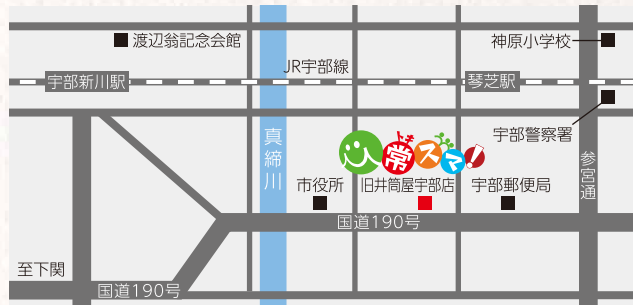 渡辺翁記念会館
神原小学校
JR宇部線
宇部新川駅
琴芝駅
宇部警察署
真締川
トキ
常スマ!
参宮通
市役所
旧井筒屋宇部店
宇部郵便局
国道190号
至下関
国道190号